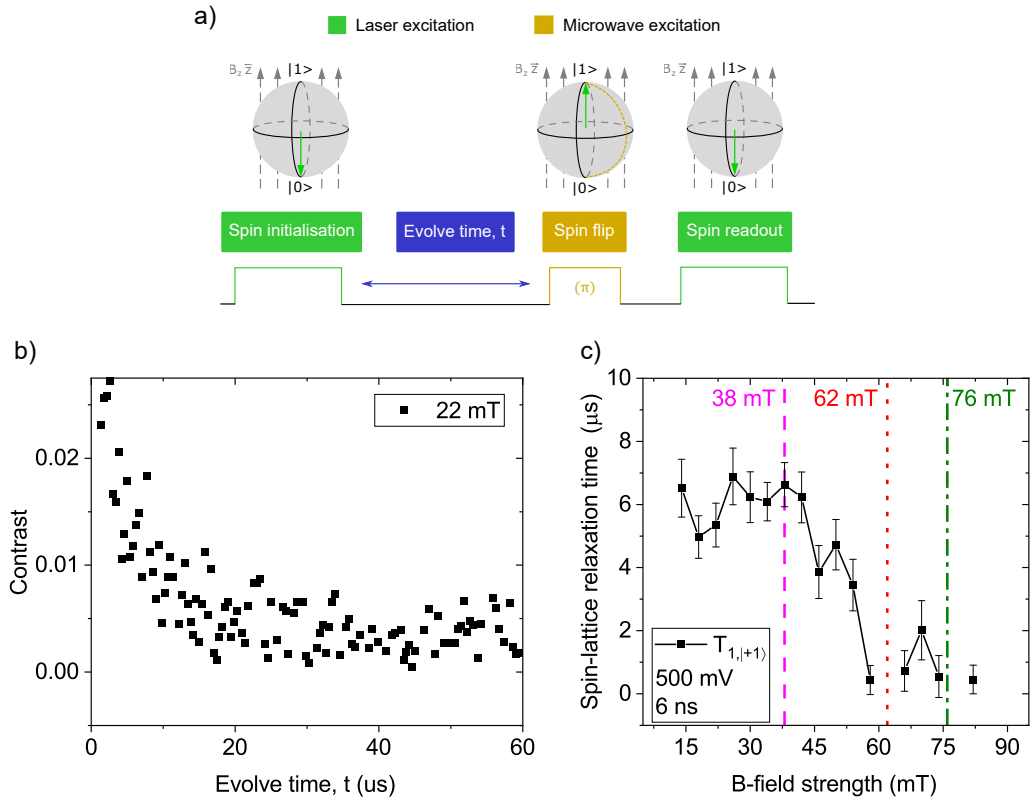 a)
Laser excitation
Microwave excitation
B_z z⃗
|1>
|0>
B_z z⃗
|1>
|0>
B_z z⃗
|1>
|0>
Spin initialisation
Evolve time, t
Spin flip
Spin readout
(π)
b)
22 mT
0.02
0.01
0.00
Contrast
0
20
40
60
Evolve time, t (us)
c)
38 mT
62 mT
76 mT
10
8
6
4
2
0
Spin-lattice relaxation time (μs)
T1,|+1⟩
500 mV
6 ns
15
30
45
60
75
90
B-field strength (mT)